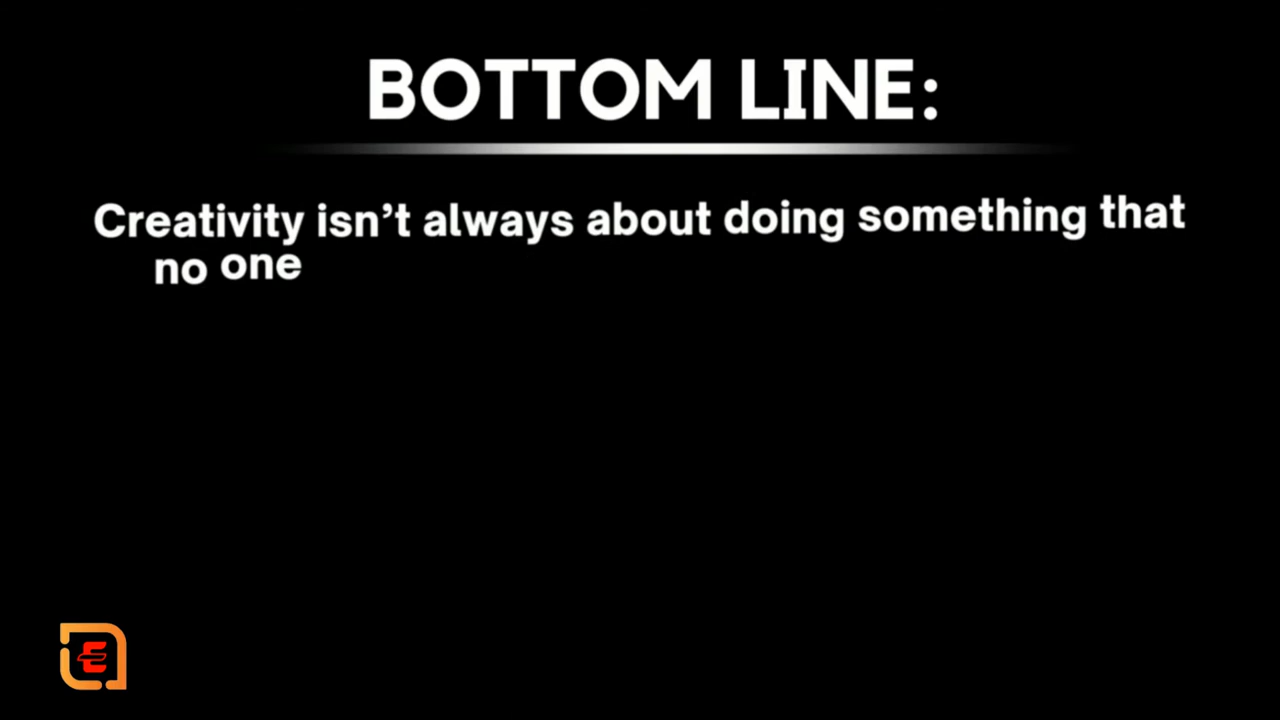 BOTTOM LINE:
Creativity isn’t always about doing something that
no one
E